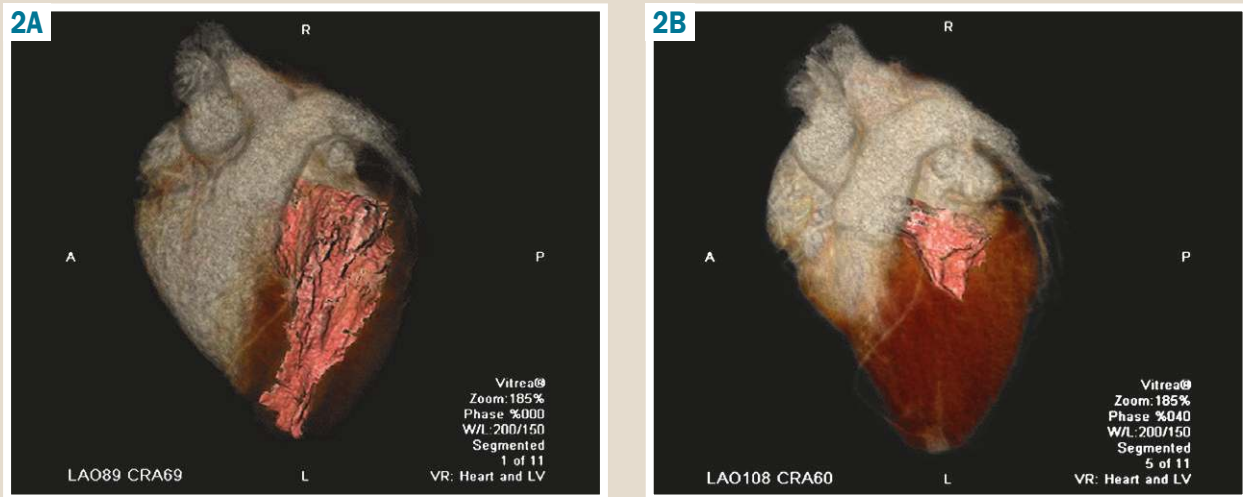 2A
R
A
P
Vitrea®
Zoom:185%
Phase %000
W/L:200/150
Segmented
1 of 11
LAO89 CRA69
L
VR: Heart and LV
2B
R
A
P
Vitrea®
Zoom:185%
Phase %040
W/L:200/150
Segmented
5 of 11
LAO108 CRA60
L
VR: Heart and LV